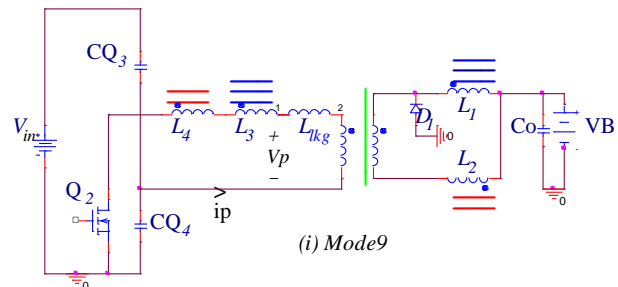 CQ3
L4
L3
1
Llkg
2
+
Vp
−
Vin
Q2
CQ4
ip
0
D1
0
L1
L2
Co
VB
0
(i) Mode9